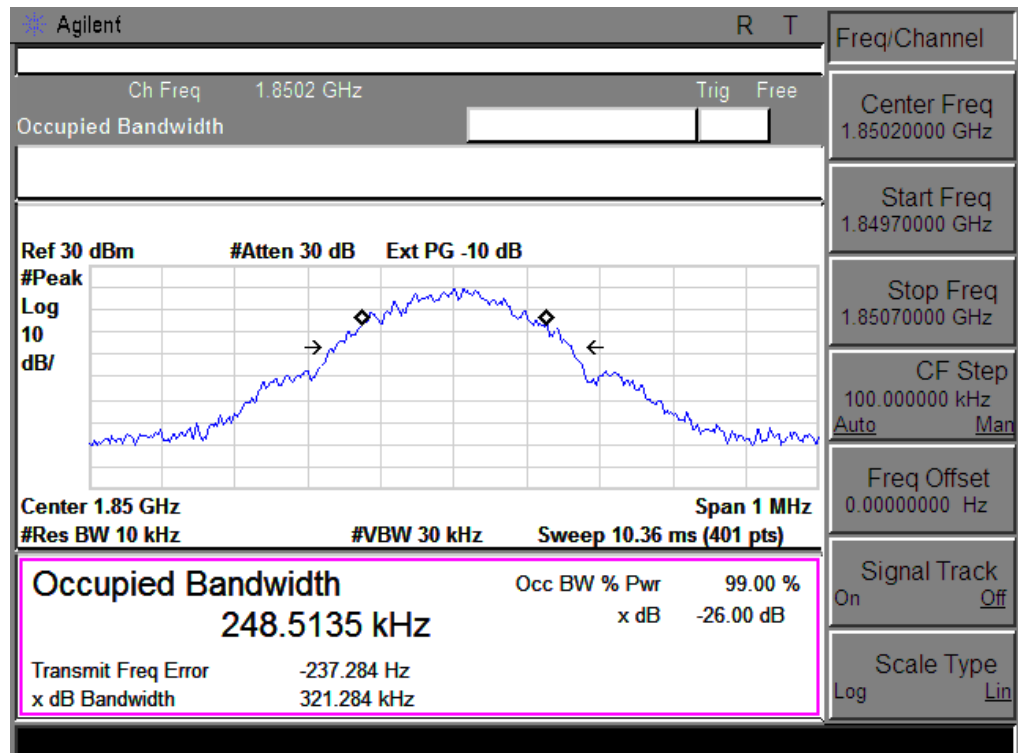 Agilent R T
Ch Freq 1.8502 GHz Trig Free
Occupied Bandwidth
Ref 30 dBm #Atten 30 dB Ext PG -10 dB
#Peak
Log
10
dB/
Center 1.85 GHz Span 1 MHz
#Res BW 10 kHz #VBW 30 kHz Sweep 10.36 ms (401 pts)
Occupied Bandwidth Occ BW % Pwr 99.00 %
248.5135 kHz x dB -26.00 dB
Transmit Freq Error -237.284 Hz
x dB Bandwidth 321.284 kHz
Freq/Channel
Center Freq
1.85020000 GHz
Start Freq
1.84970000 GHz
Stop Freq
1.85070000 GHz
CF Step
100.000000 kHz
Auto Man
Freq Offset
0.00000000 Hz
Signal Track
On Off
Scale Type
Log Lin